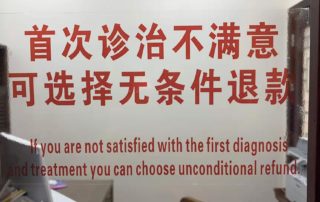 首次诊治不满意
可选择无条件退款
If you are not satisfied with the first diagnosis
and treatment you can choose unconditional refund.